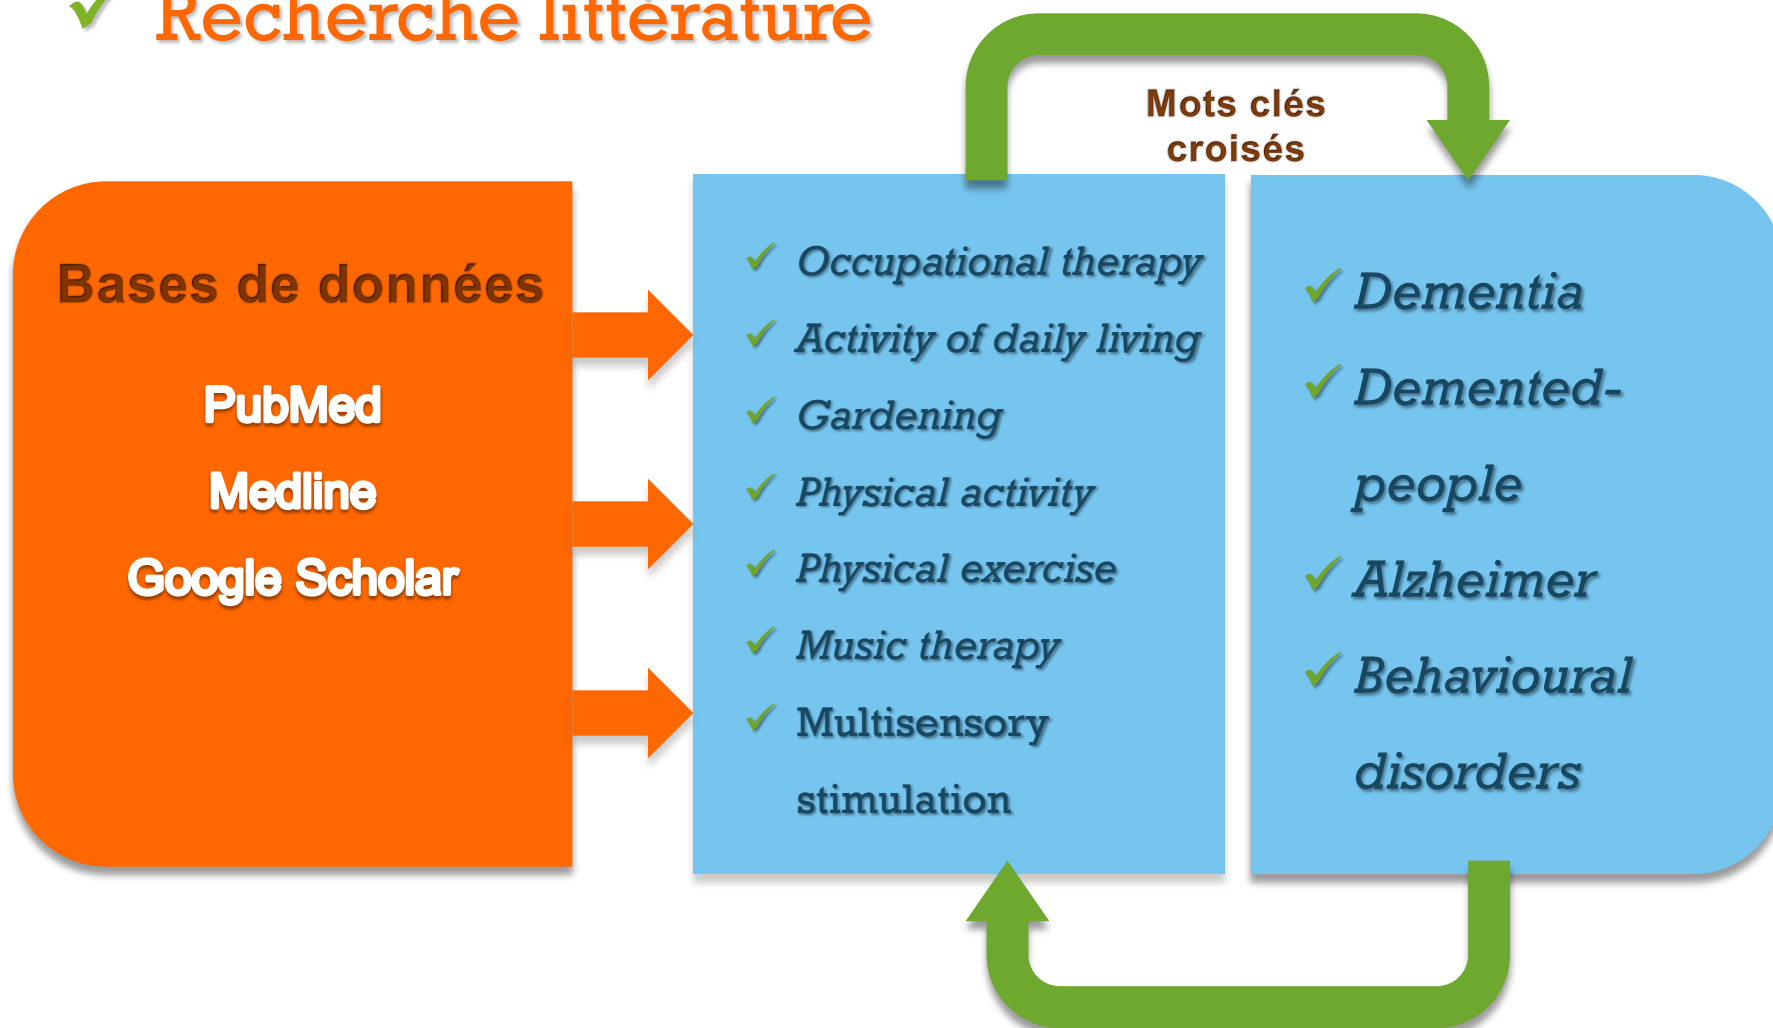 ✓ Recherche littérature
Mots clés
croisés
Bases de données
PubMed
Medline
Google Scholar
✓ Occupational therapy
✓ Activity of daily living
✓ Gardening
✓ Physical activity
✓ Physical exercise
✓ Music therapy
✓ Multisensory
stimulation
✓ Dementia
✓ Demented-
people
✓ Alzheimer
✓ Behavioural
disorders